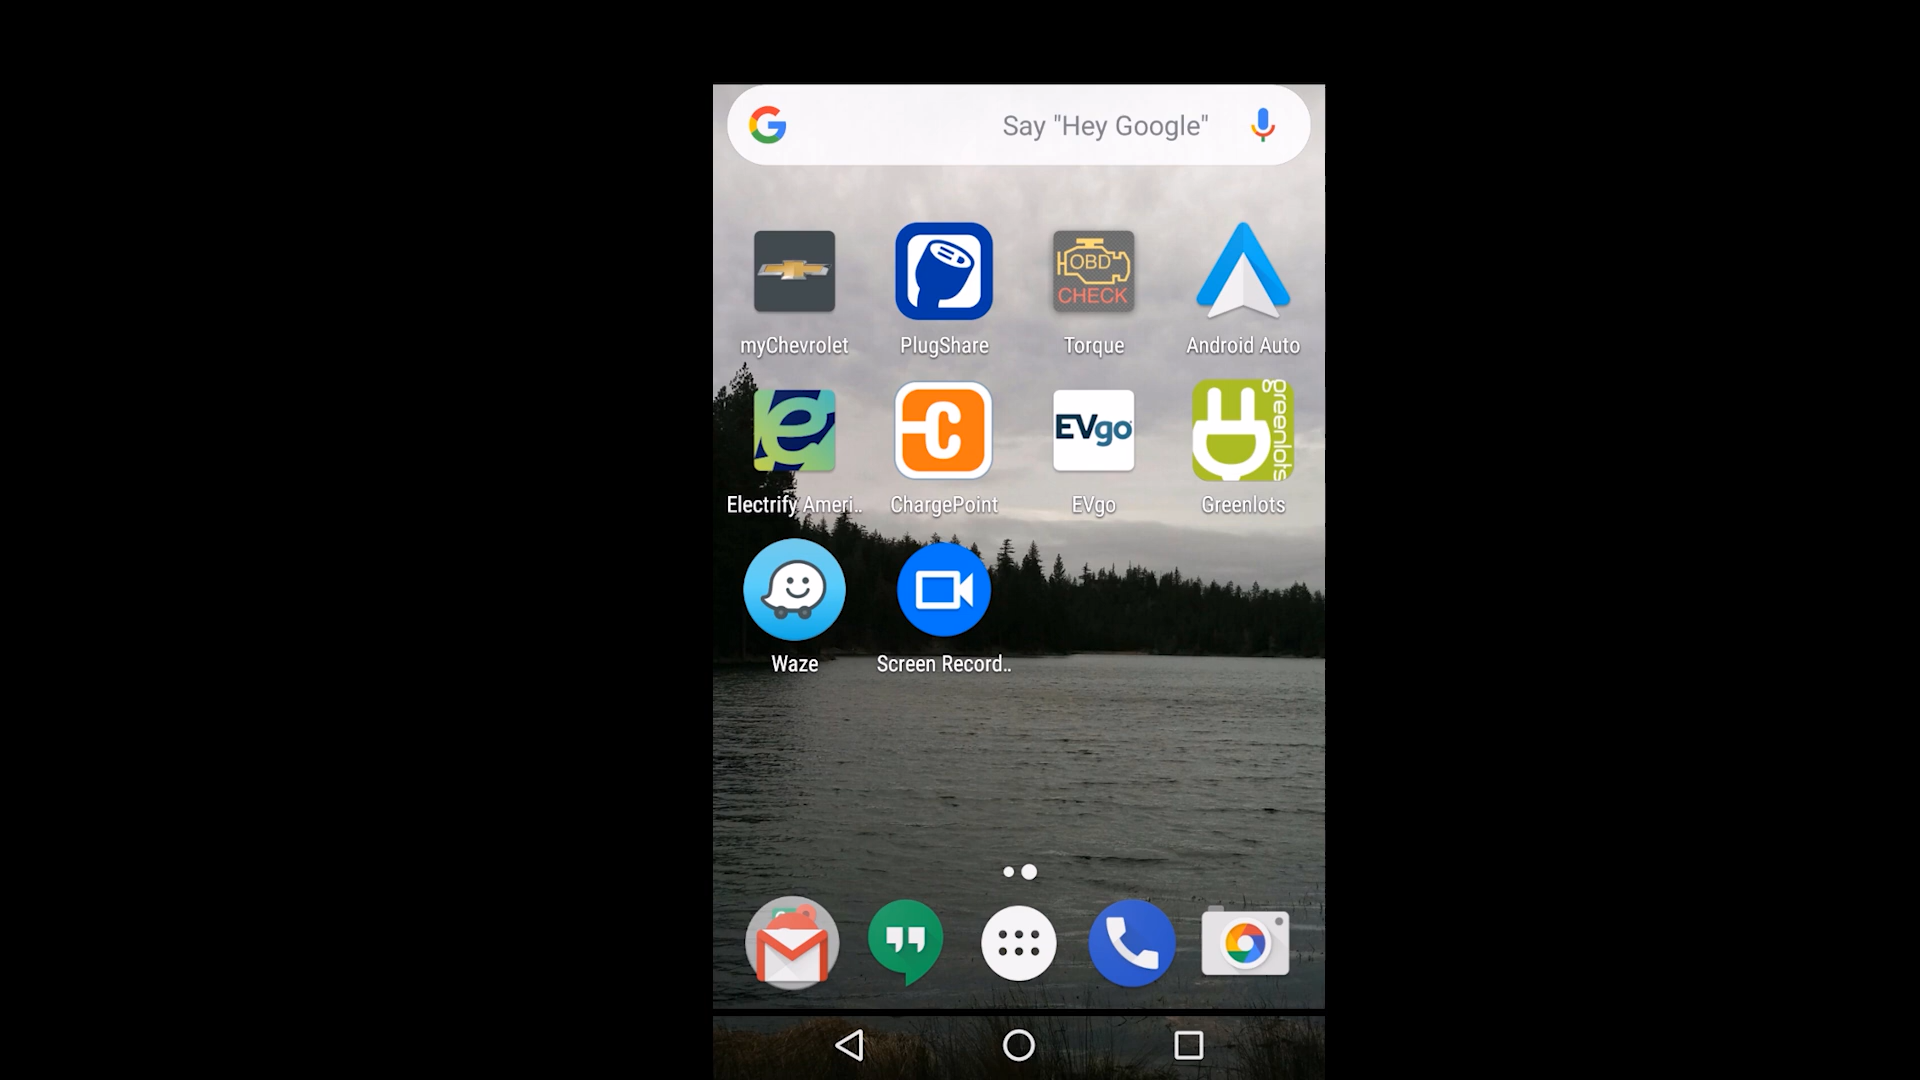 Say "Hey Google"
OBD
CHECK
myChevrolet
PlugShare
Torque
Android Auto
EVgo
greenlots
Electrify Ameri..
ChargePoint
EVgo
Greenlots
Waze
Screen Record..